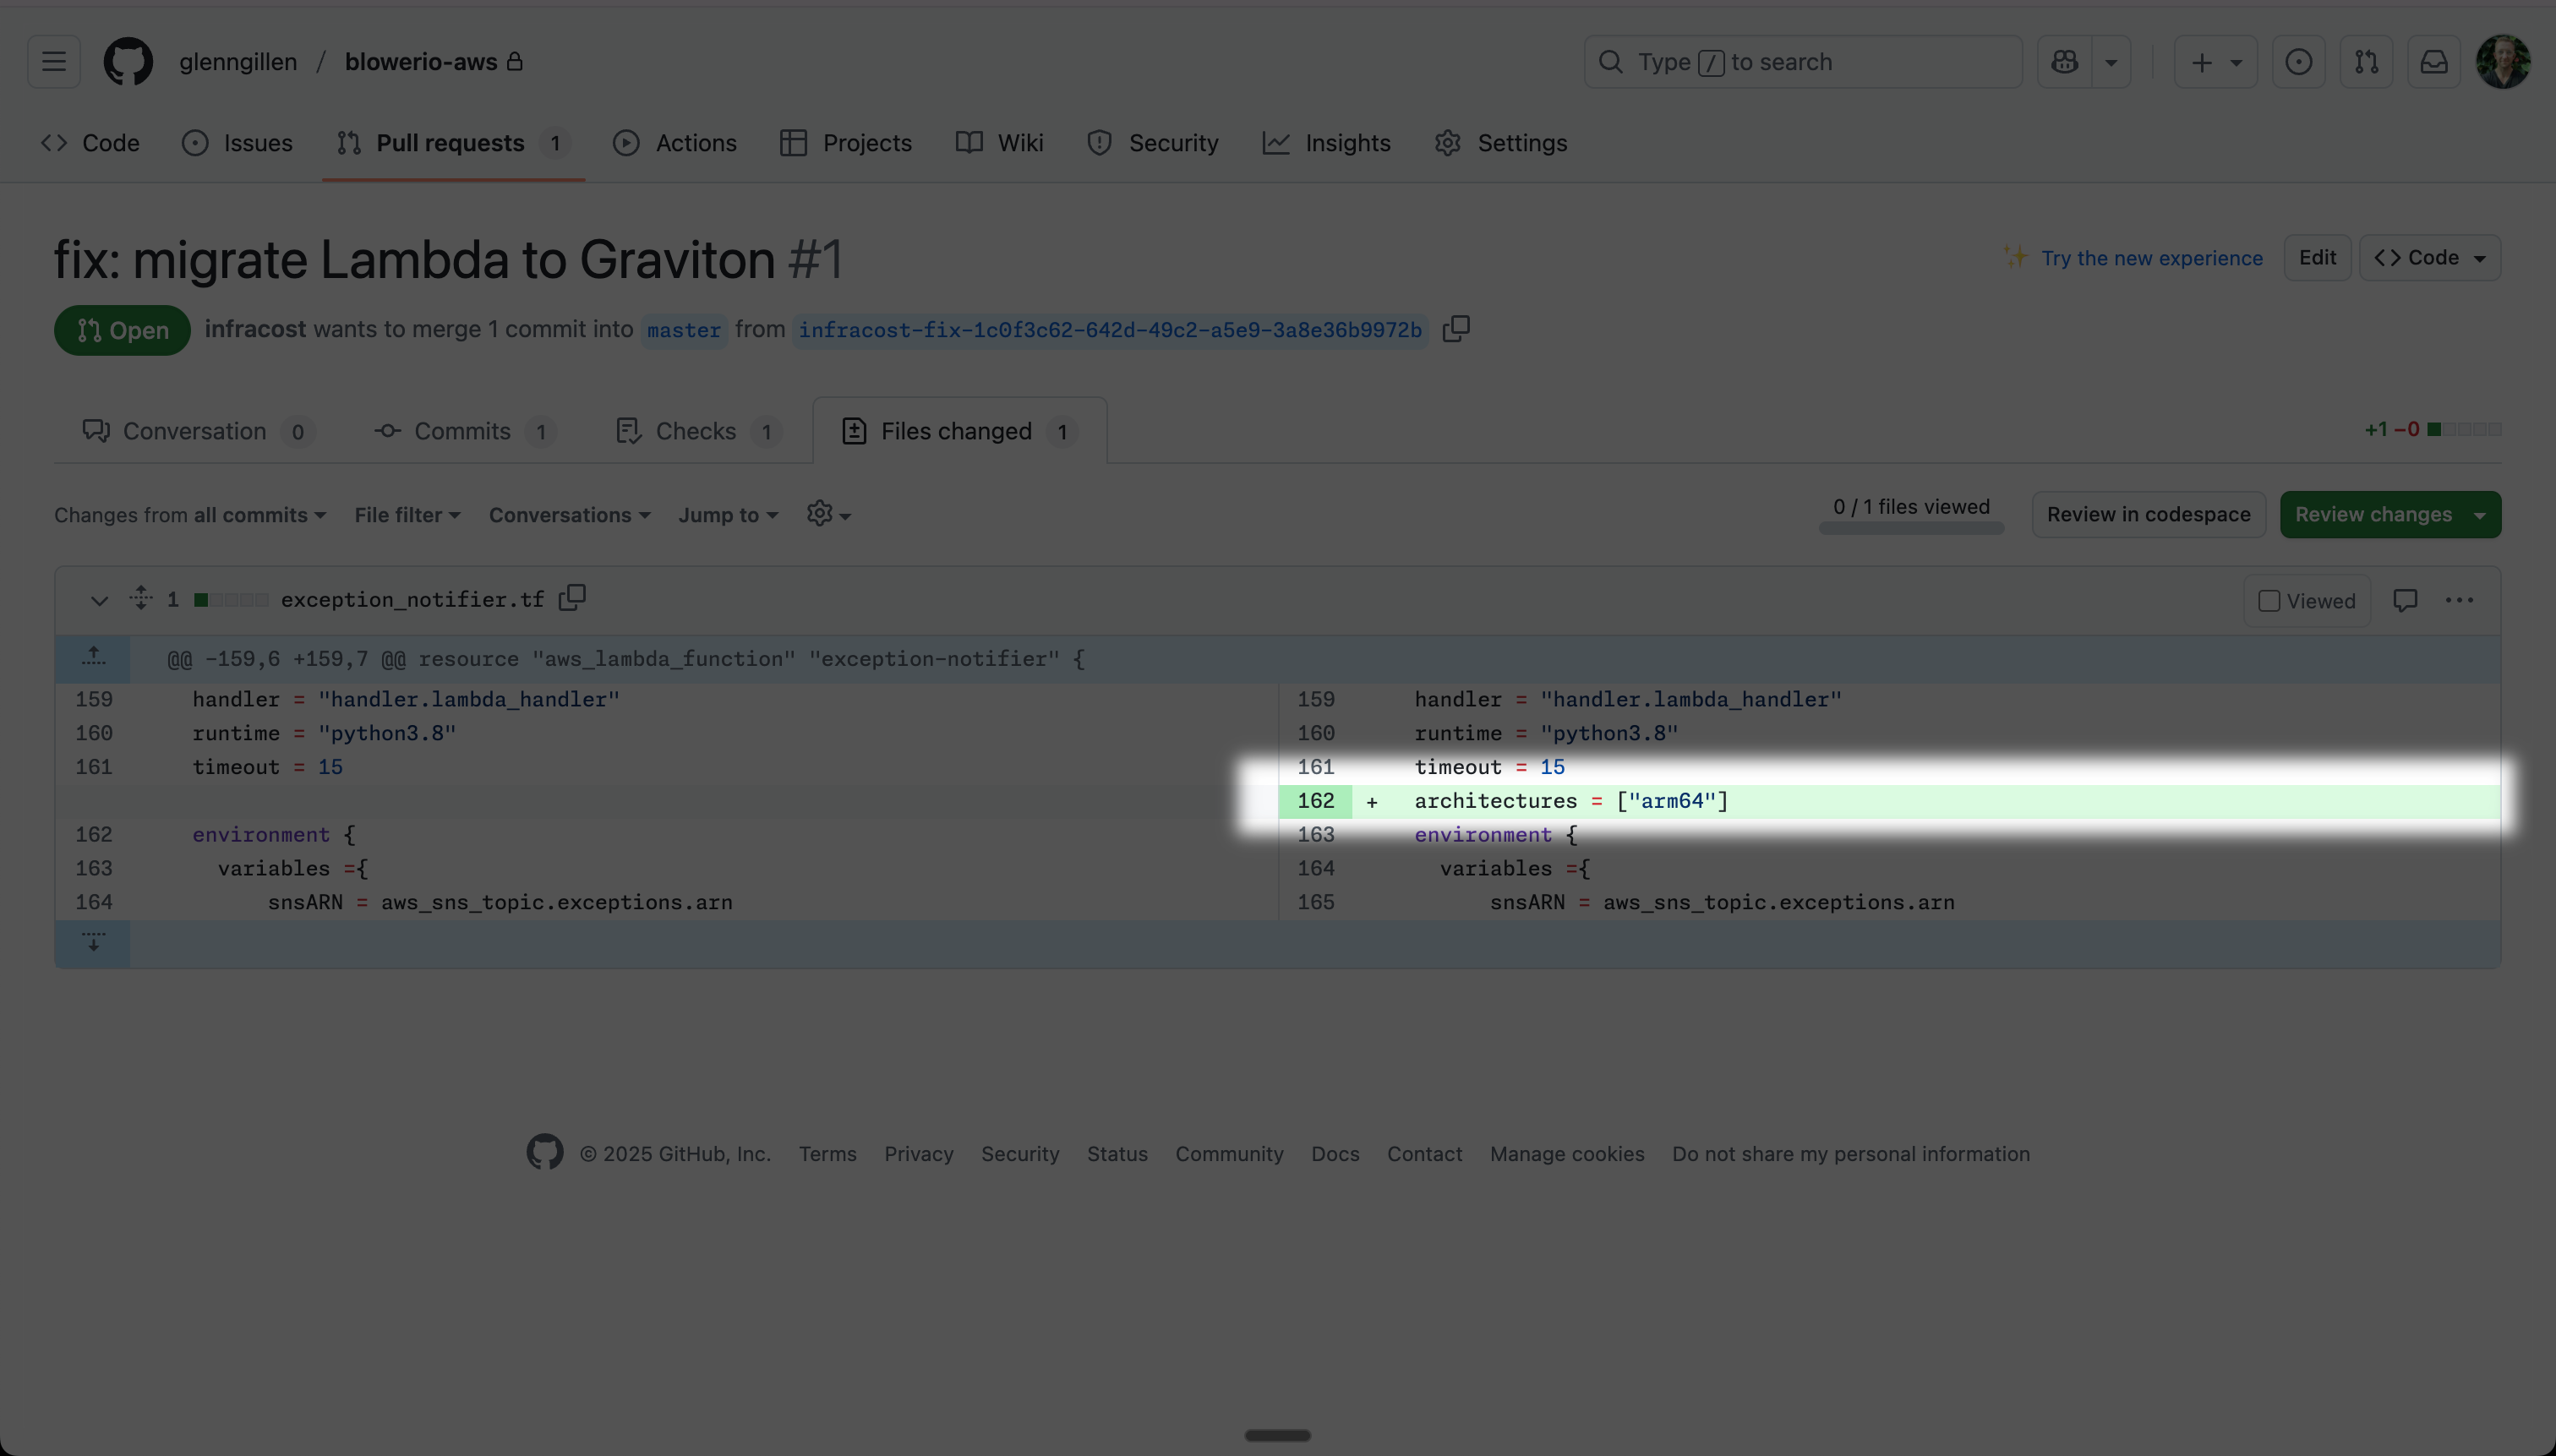 glenngillen / blowerio-aws
Type / to search
Code Issues Pull requests 1 Actions Projects Wiki Security Insights Settings
fix: migrate Lambda to Graviton #1
Try the new experience Edit Code
Open infracost wants to merge 1 commit into master from infracost-fix-1c0f3c62-642d-49c2-a5e9-3a8e36b9972b
Conversation 0 Commits 1 Checks 1 Files changed 1 +1 −0
Changes from all commits File filter Conversations Jump to 0 / 1 files viewed Review in codespace Review changes
1 exception_notifier.tf Viewed
@@ -159,6 +159,7 @@ resource "aws_lambda_function" "exception-notifier" {
159 handler = "handler.lambda_handler" 159 handler = "handler.lambda_handler"
160 runtime = "python3.8" 160 runtime = "python3.8"
161 timeout = 15 161 timeout = 15
162 + architectures = ["arm64"]
162 environment { 163 environment {
163 variables ={ 164 variables ={
164 snsARN = aws_sns_topic.exceptions.arn 165 snsARN = aws_sns_topic.exceptions.arn
© 2025 GitHub, Inc. Terms Privacy Security Status Community Docs Contact Manage cookies Do not share my personal information